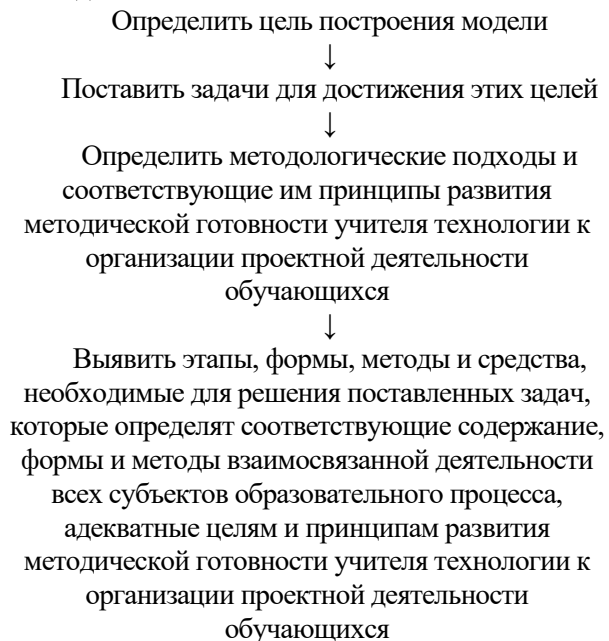 Определить цель построения модели
↓
Поставить задачи для достижения этих целей
↓
Определить методологические подходы и
соответствующие им принципы развития
методической готовности учителя технологии к
организации проектной деятельности
обучающихся
↓
Выявить этапы, формы, методы и средства,
необходимые для решения поставленных задач,
которые определят соответствующие содержание,
формы и методы взаимосвязанной деятельности
всех субъектов образовательного процесса,
адекватные целям и принципам развития
методической готовности учителя технологии к
организации проектной деятельности
обучающихся